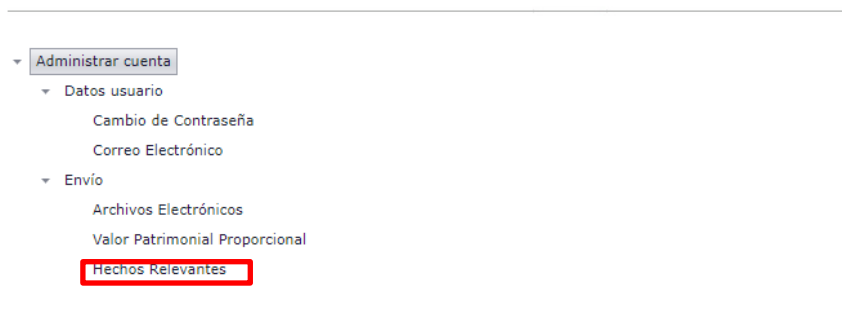 Administrar cuenta
Datos usuario
Cambio de Contraseña
Correo Electrónico
Envío
Archivos Electrónicos
Valor Patrimonial Proporcional
Hechos Relevantes